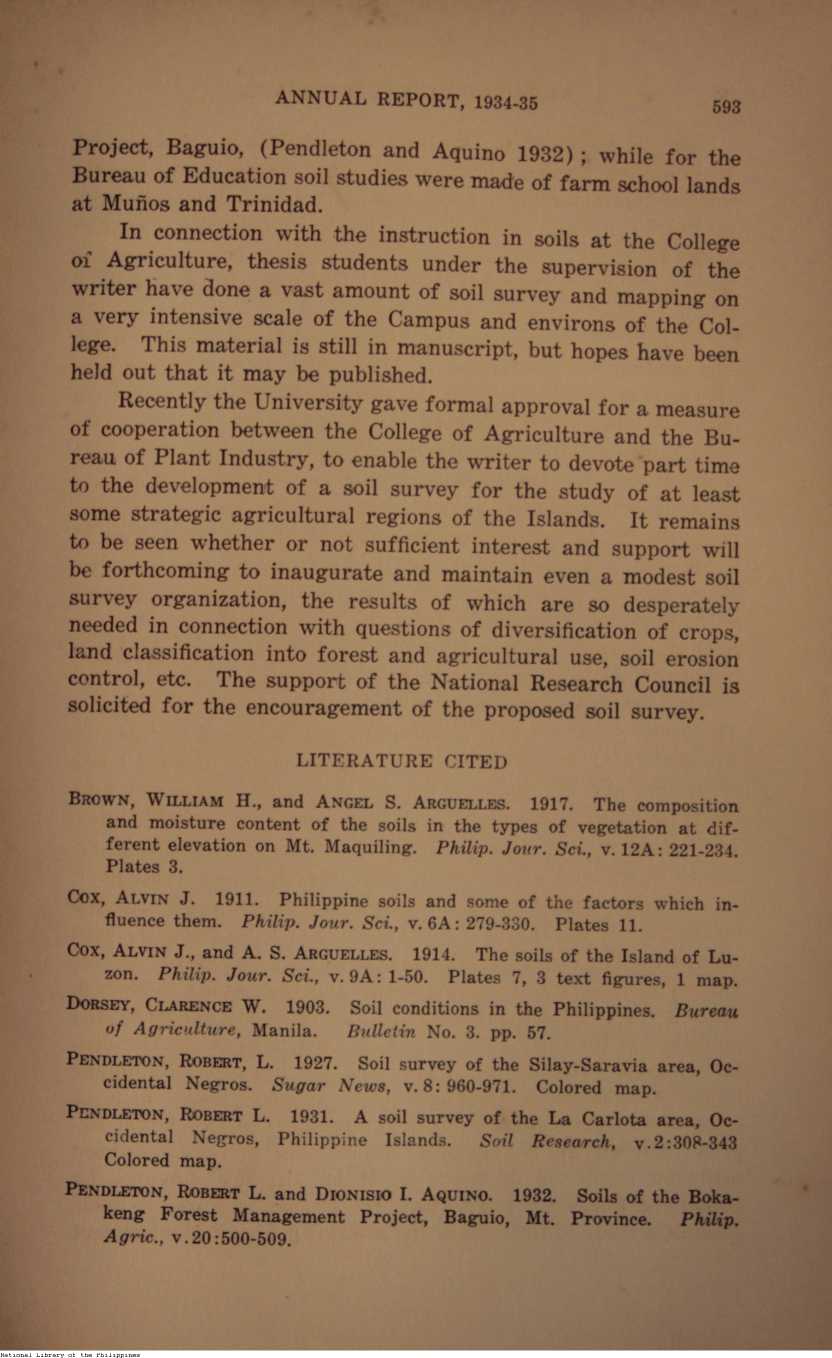 ANNUAL REPORT, 1934-35
593
Project, Baguio, (Pendleton and Aquino 1932) ; while for the
Bureau of Education soil studies were made of farm school lands
at Muños and Trinidad.
In connection with the instruction in soils at the College
of Agriculture, thesis students under the supervision of the
writer have done a vast amount of soil survey and mapping on
a very intensive scale of the Campus and environs of the Col-
lege. This material is still in manuscript, but hopes have been
held out that it may be published.
Recently the University gave formal approval for a measure
of cooperation between the College of Agriculture and the Bu-
reau of Plant Industry, to enable the writer to devote part time
to the development of a soil survey for the study of at least
some strategic agricultural regions of the Islands. It remains
to be seen whether or not sufficient interest and support will
be forthcoming to inaugurate and maintain even a modest soil
survey organization, the results of which are so desperately
needed in connection with questions of diversification of crops,
land classification into forest and agricultural use, soil erosion
control, etc. The support of the National Research Council is
solicited for the encouragement of the proposed soil survey.
LITERATURE CITED
BROWN, WILLIAM H., and ANGEL S. ARGUELLES. 1917. The composition
and moisture content of the soils in the types of vegetation at dif-
ferent elevation on Mt. Maquiling. Philip. Jour. Sci., v. 12A: 221-234.
Plates 3.
COX, ALVIN J. 1911. Philippine soils and some of the factors which in-
fluence them. Philip. Jour. Sci., v. 6A: 279-330. Plates 11.
COX, ALVIN J., and A. S. ARGUELLES. 1914. The soils of the Island of Lu-
zon. Philip. Jour. Sci., v. 9A: 1-50. Plates 7, 3 text figures, 1 map.
DORSEY, CLARENCE W. 1903. Soil conditions in the Philippines. Bureau
of Agriculture, Manila. Bulletin No. 3. pp. 57.
PENDLETON, ROBERT, L. 1927. Soil survey of the Silay-Saravia area, Oc-
cidental Negros. Sugar News, v. 8: 960-971. Colored map.
PENDLETON, ROBERT L. 1931. A soil survey of the La Carlota area, Oc-
cidental Negros, Philippine Islands. Soil Research, v.2:308-343
Colored map.
PENDLETON, ROBERT L. and DIONISIO I. AQUINO. 1932. Soils of the Boka-
keng Forest Management Project, Baguio, Mt. Province. Philip.
Agric., v.20:500-509.
National Library of the Philippines